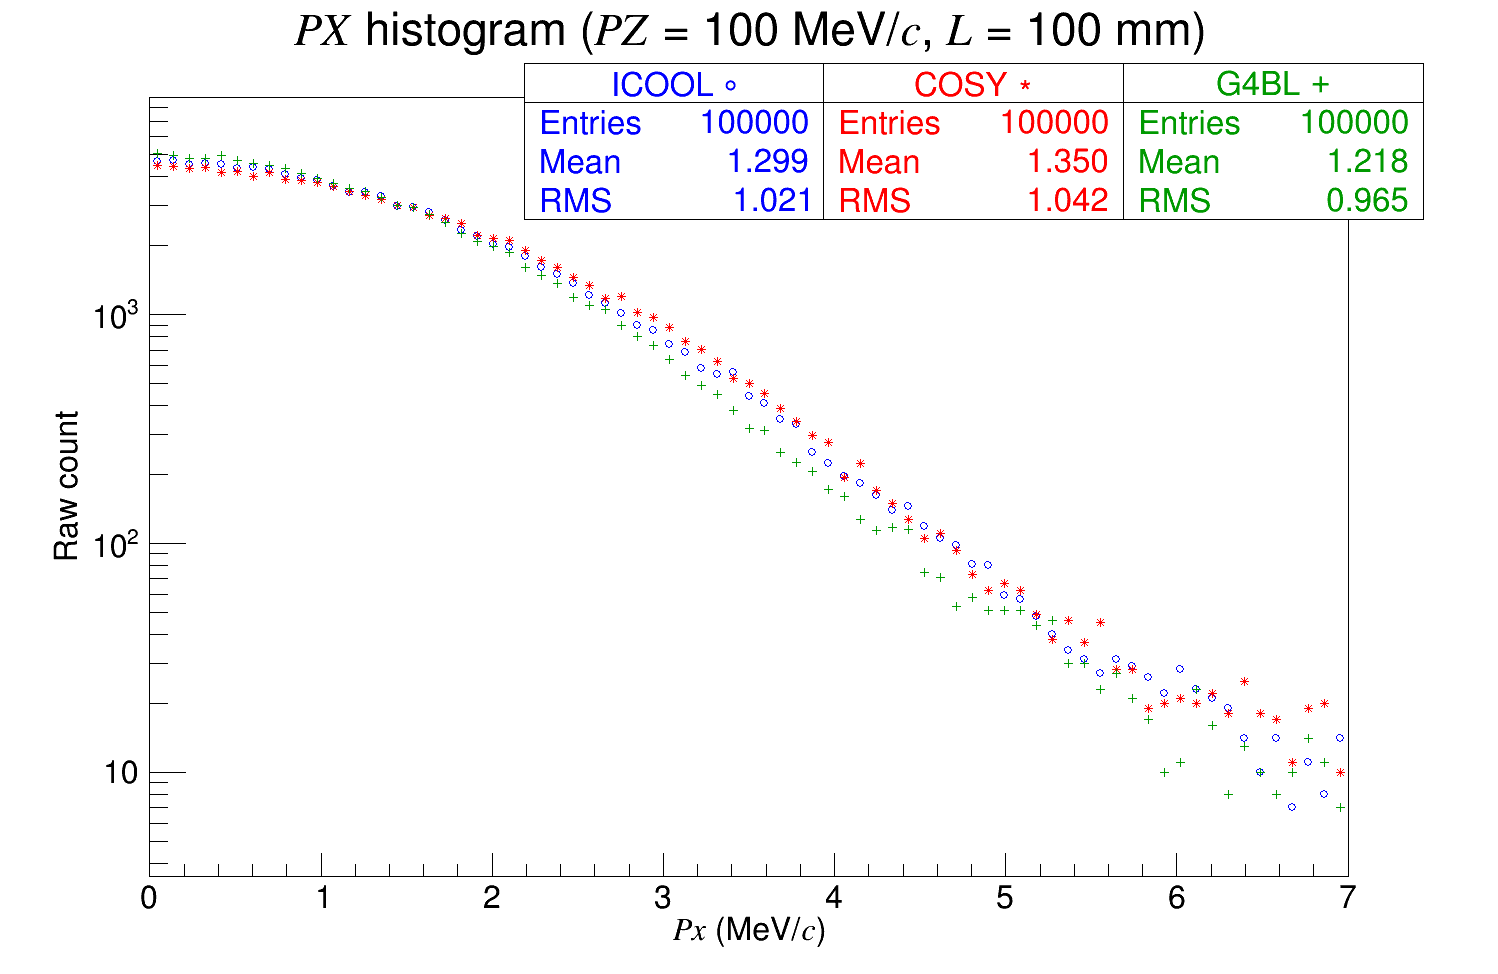 PX histogram (PZ = 100 MeV/c, L = 100 mm)
ICOOL ∘ COSY * G4BL +
Entries 100000 Entries 100000 Entries 100000
Mean 1.299 Mean 1.350 Mean 1.218
RMS 1.021 RMS 1.042 RMS 0.965
10³
10²
10
Raw count
0 1 2 3 4 5 6 7
Px (MeV/c)